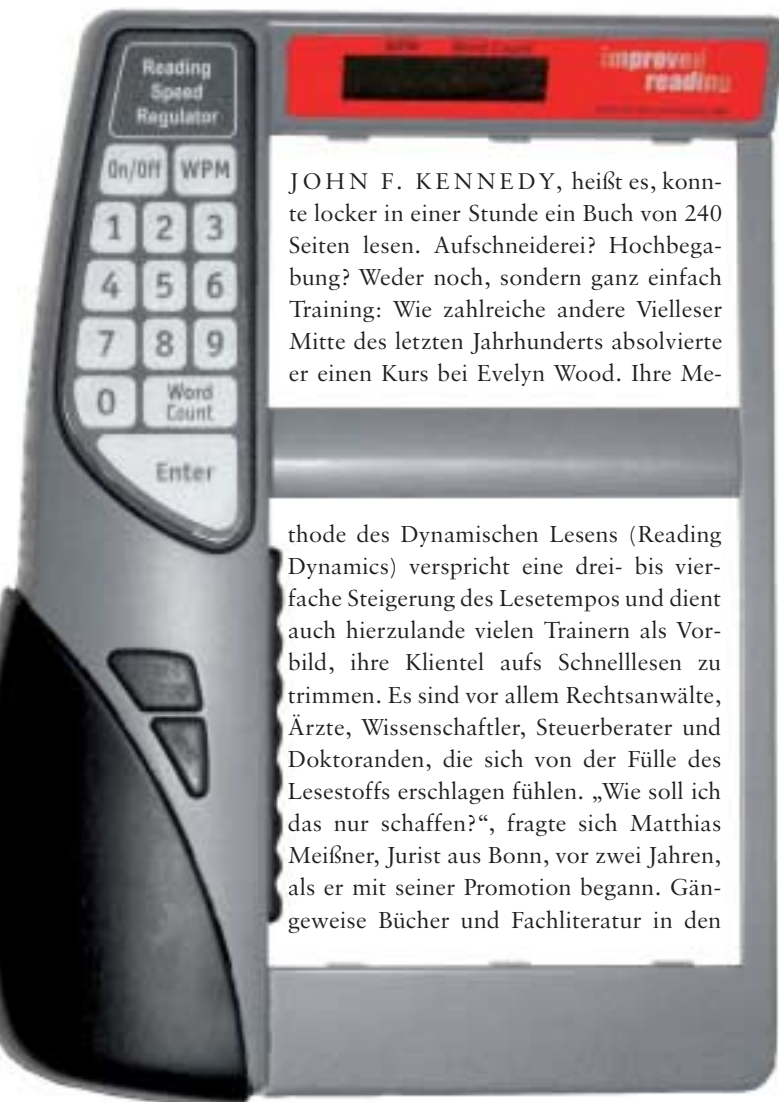 WPM Word Count
improved
reading
Reading
Speed
Regulator
On/Off WPM
1 2 3
4 5 6
7 8 9
0 Word
Count
Enter
JOHN F. KENNEDY, heißt es, konn-
te locker in einer Stunde ein Buch von 240
Seiten lesen. Aufschneiderei? Hochbega-
bung? Weder noch, sondern ganz einfach
Training: Wie zahlreiche andere Vielleser
Mitte des letzten Jahrhunderts absolvierte
er einen Kurs bei Evelyn Wood. Ihre Me-
thode des Dynamischen Lesens (Reading
Dynamics) verspricht eine drei- bis vier-
fache Steigerung des Lesetempos und dient
auch hierzulande vielen Trainern als Vor-
bild, ihre Klientel aufs Schnelllesen zu
trimmen. Es sind vor allem Rechtsanwälte,
Ärzte, Wissenschaftler, Steuerberater und
Doktoranden, die sich von der Fülle des
Lesestoffs erschlagen fühlen. „Wie soll ich
das nur schaffen?“, fragte sich Matthias
Meißner, Jurist aus Bonn, vor zwei Jahren,
als er mit seiner Promotion begann. Gän-
geweise Bücher und Fachliteratur in den